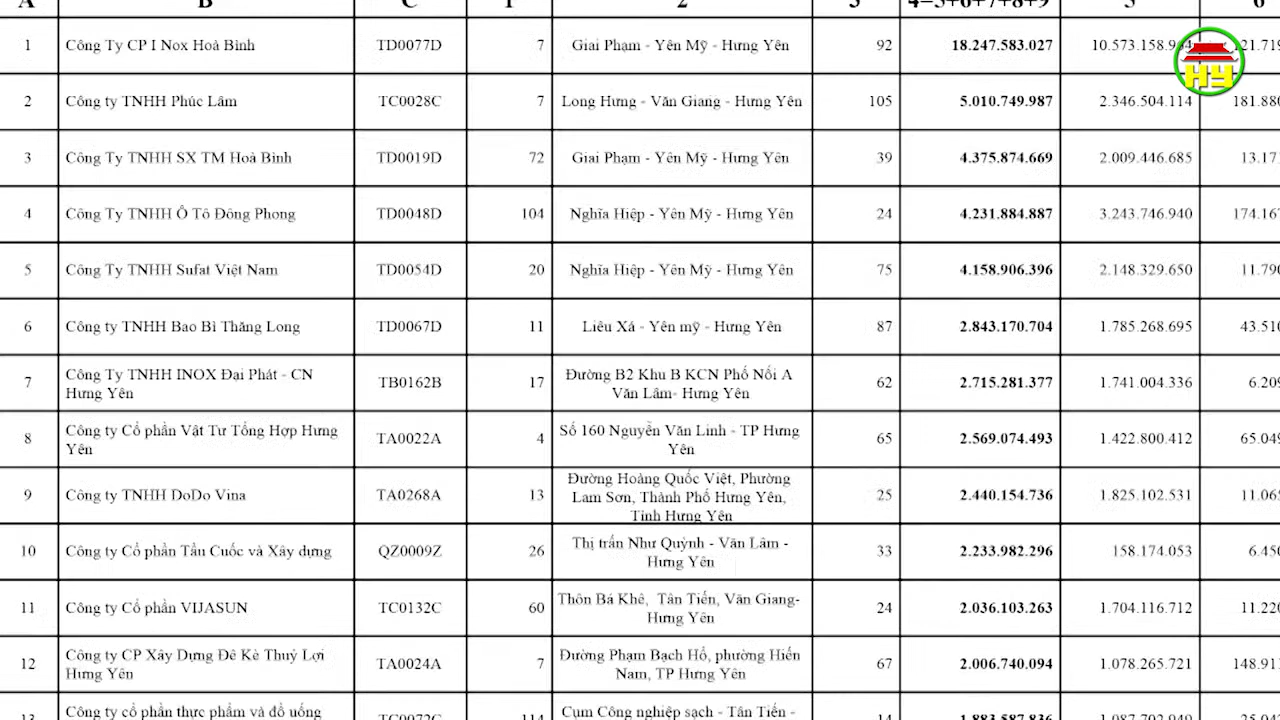 A B C 1 2 3 4=5+6+7+8+9 5 6
1 Công Ty CP I Nox Hoà Bình TD0077D 7 Giai Phạm - Yên Mỹ - Hưng Yên 92 18.247.583.027
HY
2 Công ty TNHH Phúc Lâm TC0028C 7 Long Hưng - Văn Giang - Hưng Yên 105 5.010.749.987 2.346.504.114 181.880
3 Công Ty TNHH SX TM Hoà Bình TD0019D 72 Giai Phạm - Yên Mỹ - Hưng Yên 39 4.375.874.669 2.009.446.685 13.17
4 Công Ty TNHH Ô Tô Đông Phong TD0048D 104 Nghĩa Hiệp - Yên Mỹ - Hưng Yên 24 4.231.884.887 3.243.746.940 174.167
5 Công Ty TNHH Sufat Việt Nam TD0054D 20 Nghĩa Hiệp - Yên Mỹ - Hưng Yên 75 4.158.906.396 2.148.329.650 11.790
6 Công ty TNHH Bao Bì Thăng Long TD0067D 11 Liêu Xá - Yên mỹ - Hưng Yên 87 2.843.170.704 1.785.268.695 43.510
7 Công Ty TNHH INOX Đại Phát - CN
Hưng Yên TB0162B 17 Đường B2 Khu B KCN Phố Nối A
Văn Lâm- Hưng Yên 62 2.715.281.377 1.741.004.336 6.209
8 Công ty Cổ phần Vật Tư Tổng Hợp Hưng
Yên TA0022A 4 Số 160 Nguyễn Văn Linh - TP Hưng
Yên 65 2.569.074.493 1.422.800.412 65.049
9 Công ty TNHH DoDo Vina TA0268A 13 Đường Hoàng Quốc Việt, Phường
Lam Sơn, Thành Phố Hưng Yên,
Tỉnh Hưng Yên 25 2.440.154.736 1.825.102.531 11.065
10 Công ty Cổ phần Tầu Cuốc và Xây dựng QZ0009Z 26 Thị trấn Như Quỳnh - Văn Lâm -
Hưng Yên 33 2.233.982.296 158.174.053 6.450
11 Công ty Cổ phần VIJASUN TC0132C 60 Thôn Bá Khê, Tân Tiến, Văn Giang-
Hưng Yên 24 2.036.103.263 1.704.116.712 11.220
12 Công ty CP Xây Dựng Đê Kè Thuỷ Lợi
Hưng Yên TA0024A 7 Đường Phạm Bạch Hổ, phường Hiến
Nam, TP Hưng Yên 67 2.006.740.094 1.078.265.721 148.911
13 Công ty cổ phần thực phẩm và đồ uống TC0072C 114 Cụm Công nghiệp sạch - Tân Tiến - 14 1.883.587.836